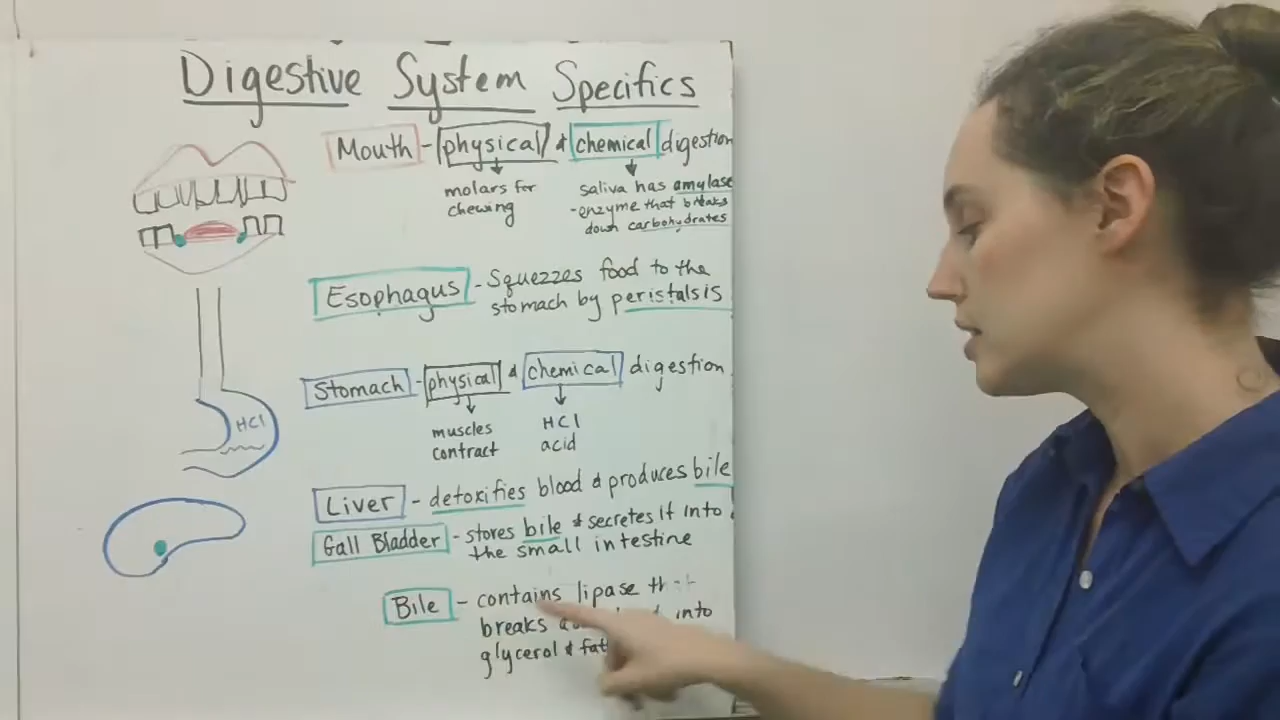 Digestive System Specifics
Mouth - physical & chemical digestion
molars for
chewing
saliva has amylase
- enzyme that breaks
down carbohydrates
Esophagus - Squezzes food to the
stomach by peristalsis
Stomach - physical & chemical digestion
muscles
contract
HCl
acid
HCl
Liver - detoxifies blood & produces bile
Gall Bladder - stores bile & secretes it into
the small intestine
Bile - contains lipase
breaks into
glycerol &